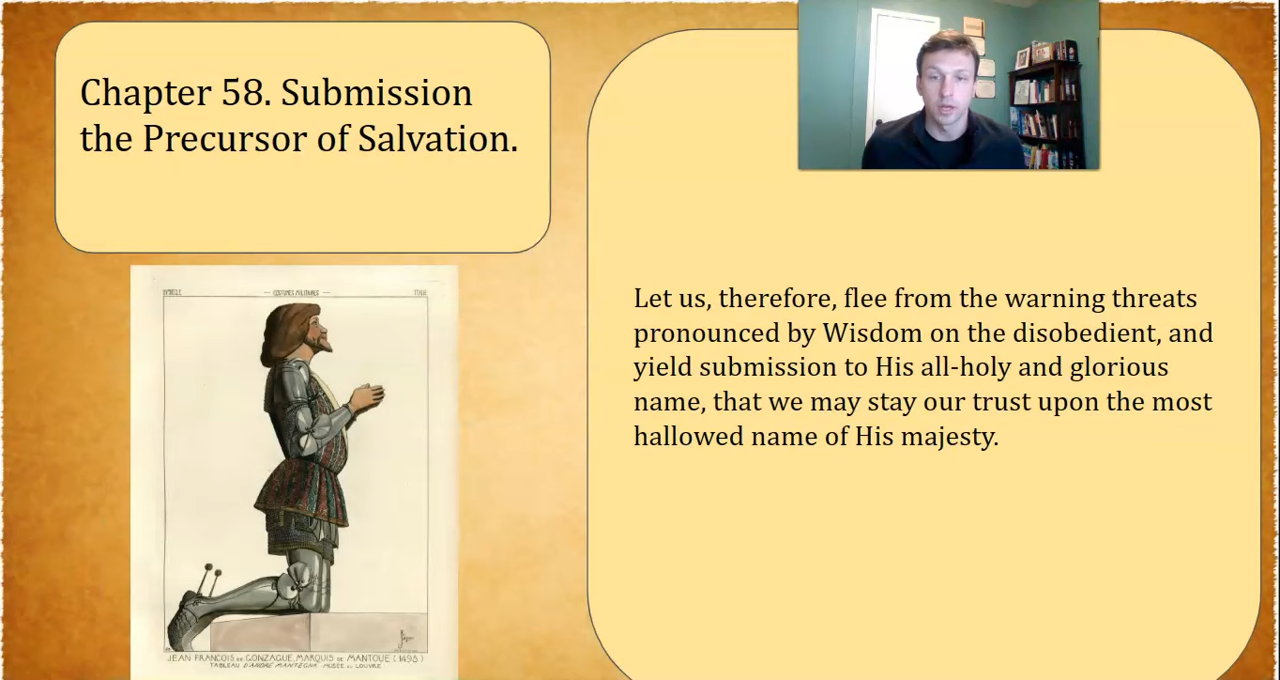 Chapter 58. Submission
the Precursor of Salvation.
Let us, therefore, flee from the warning threats
pronounced by Wisdom on the disobedient, and
yield submission to His all-holy and glorious
name, that we may stay our trust upon the most
hallowed name of His majesty.
— COSTUMES MILITAIRES —
JEAN FRANCOIS DE GONZAGUE, MARQUIS DE MANTOUE (1495)
TABLEAU D'ANDRÉ MANTEGNA MUSÉE DU LOUVRE